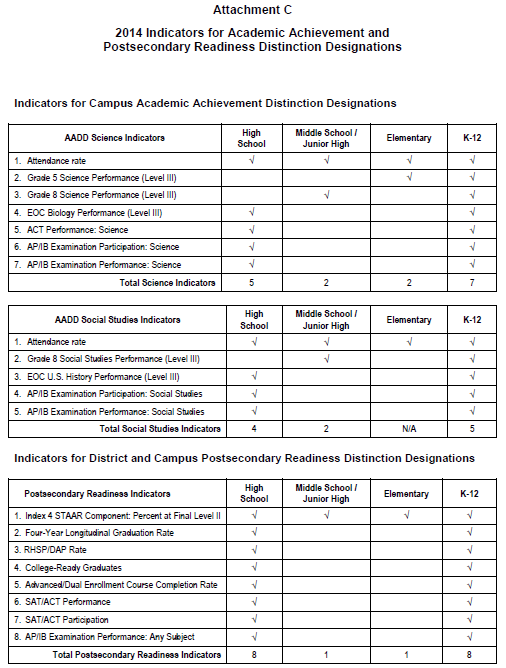 Attachment C
2014 Indicators for Academic Achievement and
Postsecondary Readiness Distinction Designations
Indicators for Campus Academic Achievement Distinction Designations
AADD Science Indicators High School Middle School / Junior High Elementary K-12
1. Attendance rate √ √ √ √
2. Grade 5 Science Performance (Level III) √ √
3. Grade 8 Science Performance (Level III) √ √
4. EOC Biology Performance (Level III) √ √
5. ACT Performance: Science √ √
6. AP/IB Examination Participation: Science √ √
7. AP/IB Examination Performance: Science √ √
Total Science Indicators 5 2 2 7
AADD Social Studies Indicators High School Middle School / Junior High Elementary K-12
1. Attendance rate √ √ √ √
2. Grade 8 Social Studies Performance (Level III) √ √
3. EOC U.S. History Performance (Level III) √ √
4. AP/IB Examination Participation: Social Studies √ √
5. AP/IB Examination Performance: Social Studies √ √
Total Social Studies Indicators 4 2 N/A 5
Indicators for District and Campus Postsecondary Readiness Distinction Designations
Postsecondary Readiness Indicators High School Middle School / Junior High Elementary K-12
1. Index 4 STAAR Component: Percent at Final Level II √ √ √ √
2. Four-Year Longitudinal Graduation Rate √ √
3. RHSP/DAP Rate √ √
4. College-Ready Graduates √ √
5. Advanced/Dual Enrollment Course Completion Rate √ √
6. SAT/ACT Performance √ √
7. SAT/ACT Participation √ √
8. AP/IB Examination Performance: Any Subject √ √
Total Postsecondary Readiness Indicators 8 1 1 8